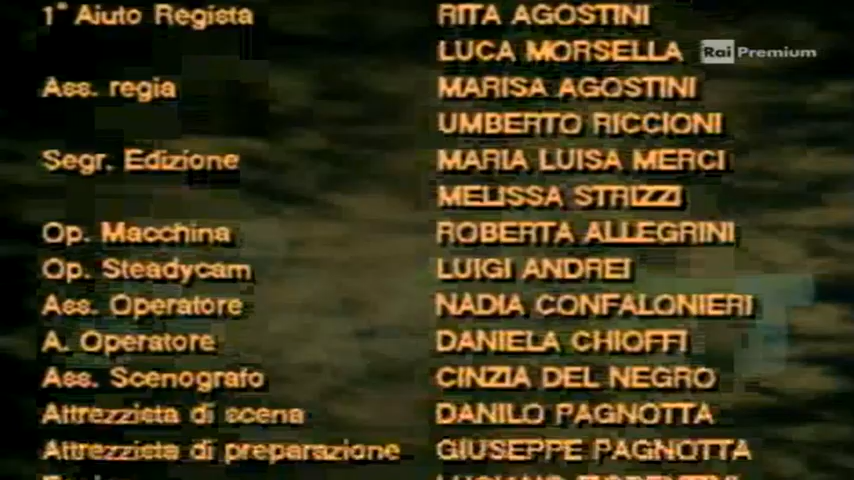 1° Aiuto Regista RITA AGOSTINI
LUCA MORSELLA
Rai Premium
Ass. regia MARISA AGOSTINI
UMBERTO RICCIONI
Segr. Edizione MARIA LUISA MERCI
MELISSA STRIZZI
Op. Macchina ROBERTA ALLEGRINI
Op. Steadycam LUIGI ANDREI
Ass. Operatore NADIA CONFALONIERI
A. Operatore DANIELA CHIOFFI
Ass. Scenografo CINZIA DEL NEGRO
Attrezzista di scena DANILO PAGNOTTA
Attrezzista di preparazione GIUSEPPE PAGNOTTA
LUCIANO